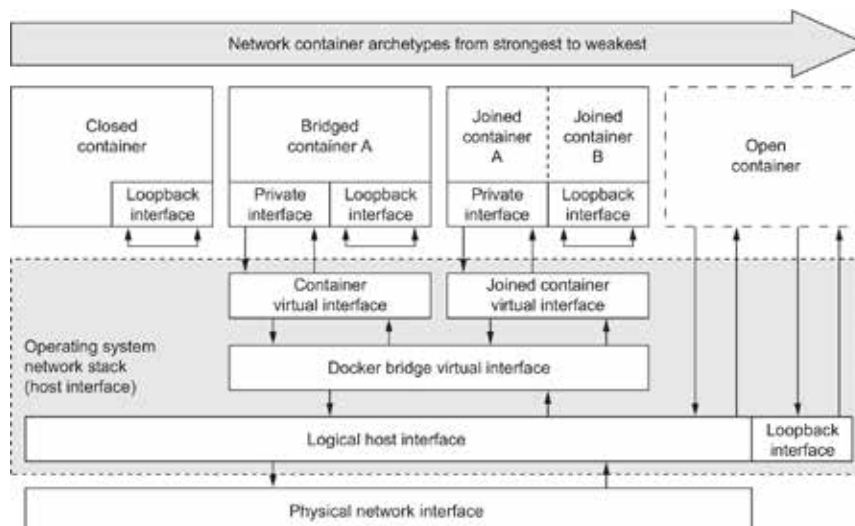 Network container archetypes from strongest to weakest
Closed
container
Loopback
interface
Bridged
container A
Private
interface
Loopback
interface
Joined
container
A
Joined
container
B
Private
interface
Loopback
interface
Open
container
Container
virtual interface
Joined container
virtual interface
Operating system
network stack
(host interface)
Docker bridge virtual interface
Logical host interface
Loopback
interface
Physical network interface